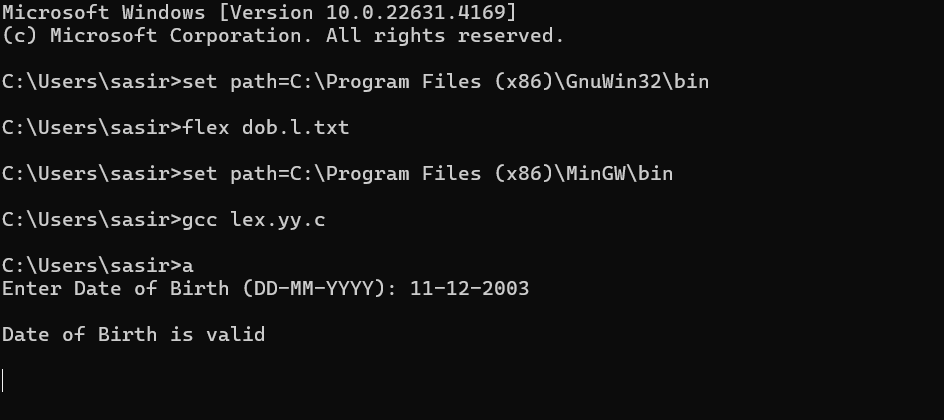 Microsoft Windows [Version 10.0.22631.4169]
(c) Microsoft Corporation. All rights reserved.
C:\Users\sasir>set path=C:\Program Files (x86)\GnuWin32\bin
C:\Users\sasir>flex dob.l.txt
C:\Users\sasir>set path=C:\Program Files (x86)\MinGW\bin
C:\Users\sasir>gcc lex.yy.c
C:\Users\sasir>a
Enter Date of Birth (DD-MM-YYYY): 11-12-2003
Date of Birth is valid